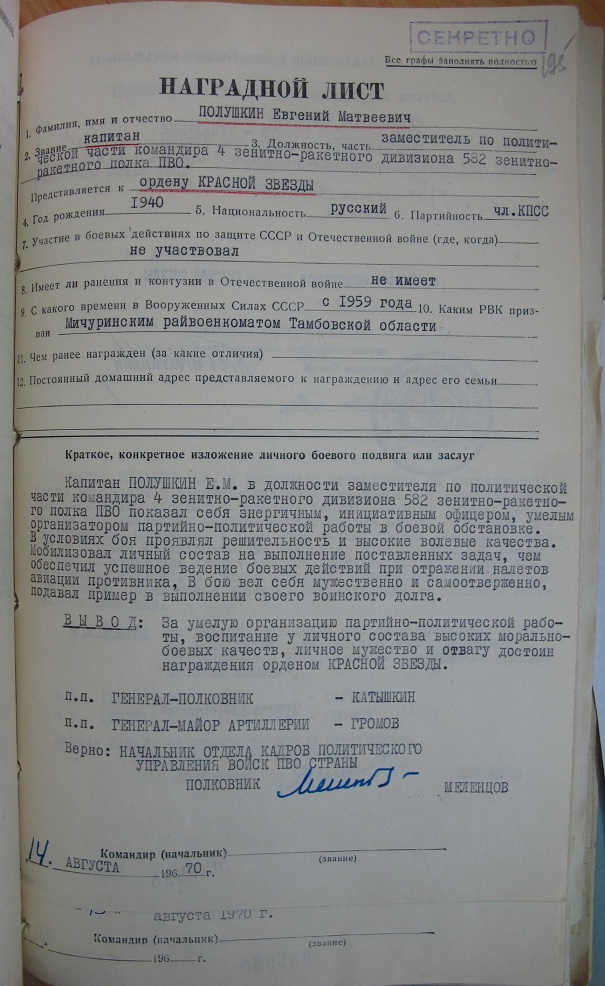 СЕКРЕТНО
Все графы заполнять полностью
НАГРАДНОЙ ЛИСТ
1. Фамилия, имя и отчество ПОЛУШКИН Евгений Матвеевич
2. Звание капитан 3. Должность, часть заместитель по полити-
ческой части командира 4 зенитно-ракетного дивизиона 582 зенитно-
ракетного полка ПВО.
Представляется к ордену КРАСНОЙ ЗВЕЗДЫ
4. Год рождения 1940 5. Национальность русский 6. Партийность чл.КПСС
7. Участие в боевых действиях по защите СССР и Отечественной войне (где, когда)
не участвовал
8. Имеет ли ранения и контузии в Отечественной войне не имеет
9. С какого времени в Вооруженных Силах СССР с 1959 года 10. Каким РВК приз-
ван Мичуринским райвоенкоматом Тамбовской области
11. Чем ранее награжден (за какие отличия)
12. Постоянный домашний адрес представляемого к награждению и адрес его семьи
Краткое, конкретное изложение личного боевого подвига или заслуг
Капитан ПОЛУШКИН Е.М. в должности заместителя по политической
части командира 4 зенитно-ракетного дивизиона 582 зенитно-ракетно-
го полка ПВО показал себя энергичным, инициативным офицером, умелым
организатором партийно-политической работы в боевой обстановке.
В условиях боя проявлял решительность и высокие волевые качества.
Мобилизовал личный состав на выполнение поставленных задач, чем
обеспечил успешное ведение боевых действий при отражении налетов
авиации противника, В бою вел себя мужественно и самоотверженно,
подавал пример в выполнении своего воинского долга.
ВЫВОД: За умелую организацию партийно-политической рабо-
ты, воспитание у личного состава высоких морально-
боевых качеств, личное мужество и отвагу достоин
награждения орденом КРАСНОЙ ЗВЕЗДЫ.
п.п. ГЕНЕРАЛ-ПОЛКОВНИК - КАТЫШКИН
п.п. ГЕНЕРАЛ-МАЙОР АРТИЛЛЕРИИ - ГРОМОВ
Верно: НАЧАЛЬНИК ОТДЕЛА КАДРОВ ПОЛИТИЧЕСКОГО
УПРАВЛЕНИЯ ВОЙСК ПВО СТРАНЫ
ПОЛКОВНИК МЕЛЕНЦОВ
Командир (начальник)
(звание)
14. АВГУСТА 19670 г.
августа 1970 г.
Командир (начальник)
(звание)
196 г.